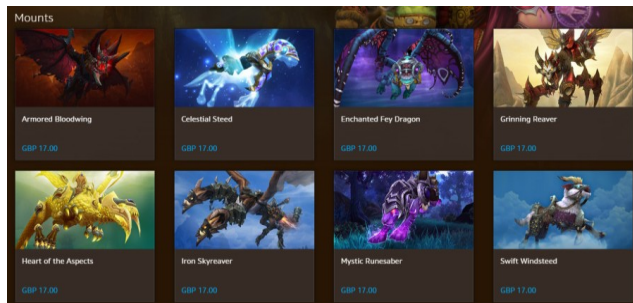 Mounts
Armored Bloodwing
Celestial Steed
Enchanted Fey Dragon
Grinning Reaver
GBP 17.00
GBP 17.00
GBP 17.00
GBP 17.00
Heart of the Aspects
Iron Skyreaver
Mystic Runesaber
Swift Windsteed
GBP 17.00
GBP 17.00
GBP 17.00
GBP 17.00